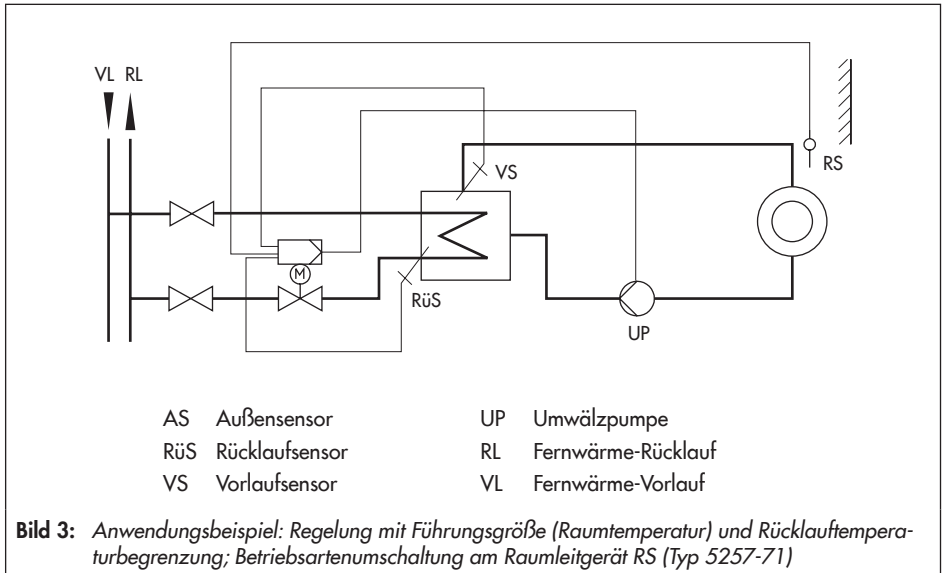 VL RL
VS
RS
M
RüS
UP
AS Außensensor
UP Umwälzpumpe
RüS Rücklaufsensor
RL Fernwärme-Rücklauf
VS Vorlaufsensor
VL Fernwärme-Vorlauf
Bild 3: Anwendungsbeispiel: Regelung mit Führungsgröße (Raumtemperatur) und Rücklauftempera-
turbegrenzung; Betriebsartenumschaltung am Raumleitgerät RS (Typ 5257-71)